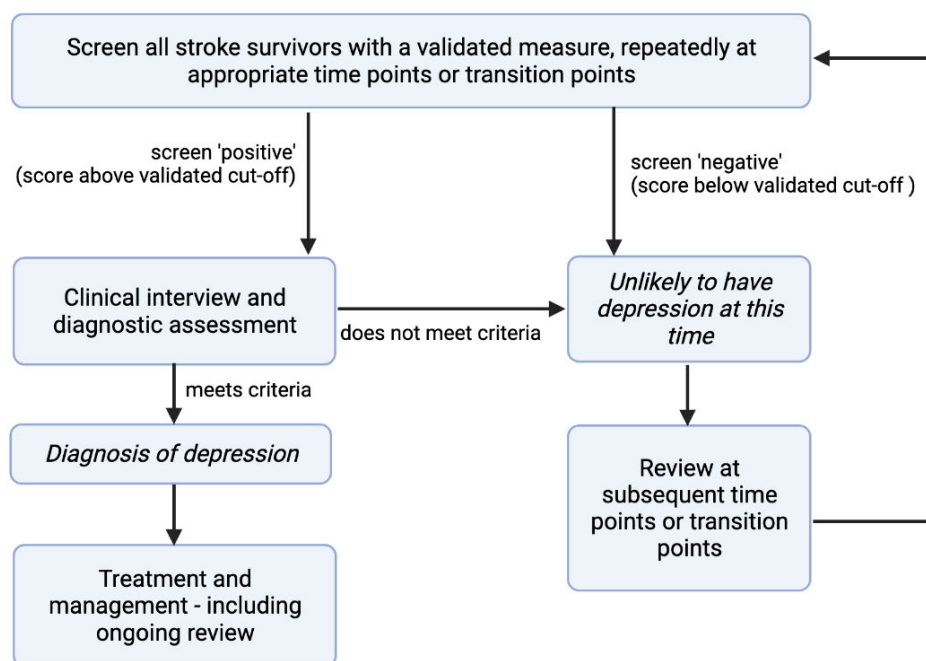 Screen all stroke survivors with a validated measure, repeatedly at
appropriate time points or transition points
screen 'positive'
(score above validated cut-off)
screen 'negative'
(score below validated cut-off )
Clinical interview and
diagnostic assessment
does not meet criteria
Unlikely to have
depression at this
time
meets criteria
Diagnosis of depression
Review at
subsequent time
points or transition
points
Treatment and
management - including
ongoing review